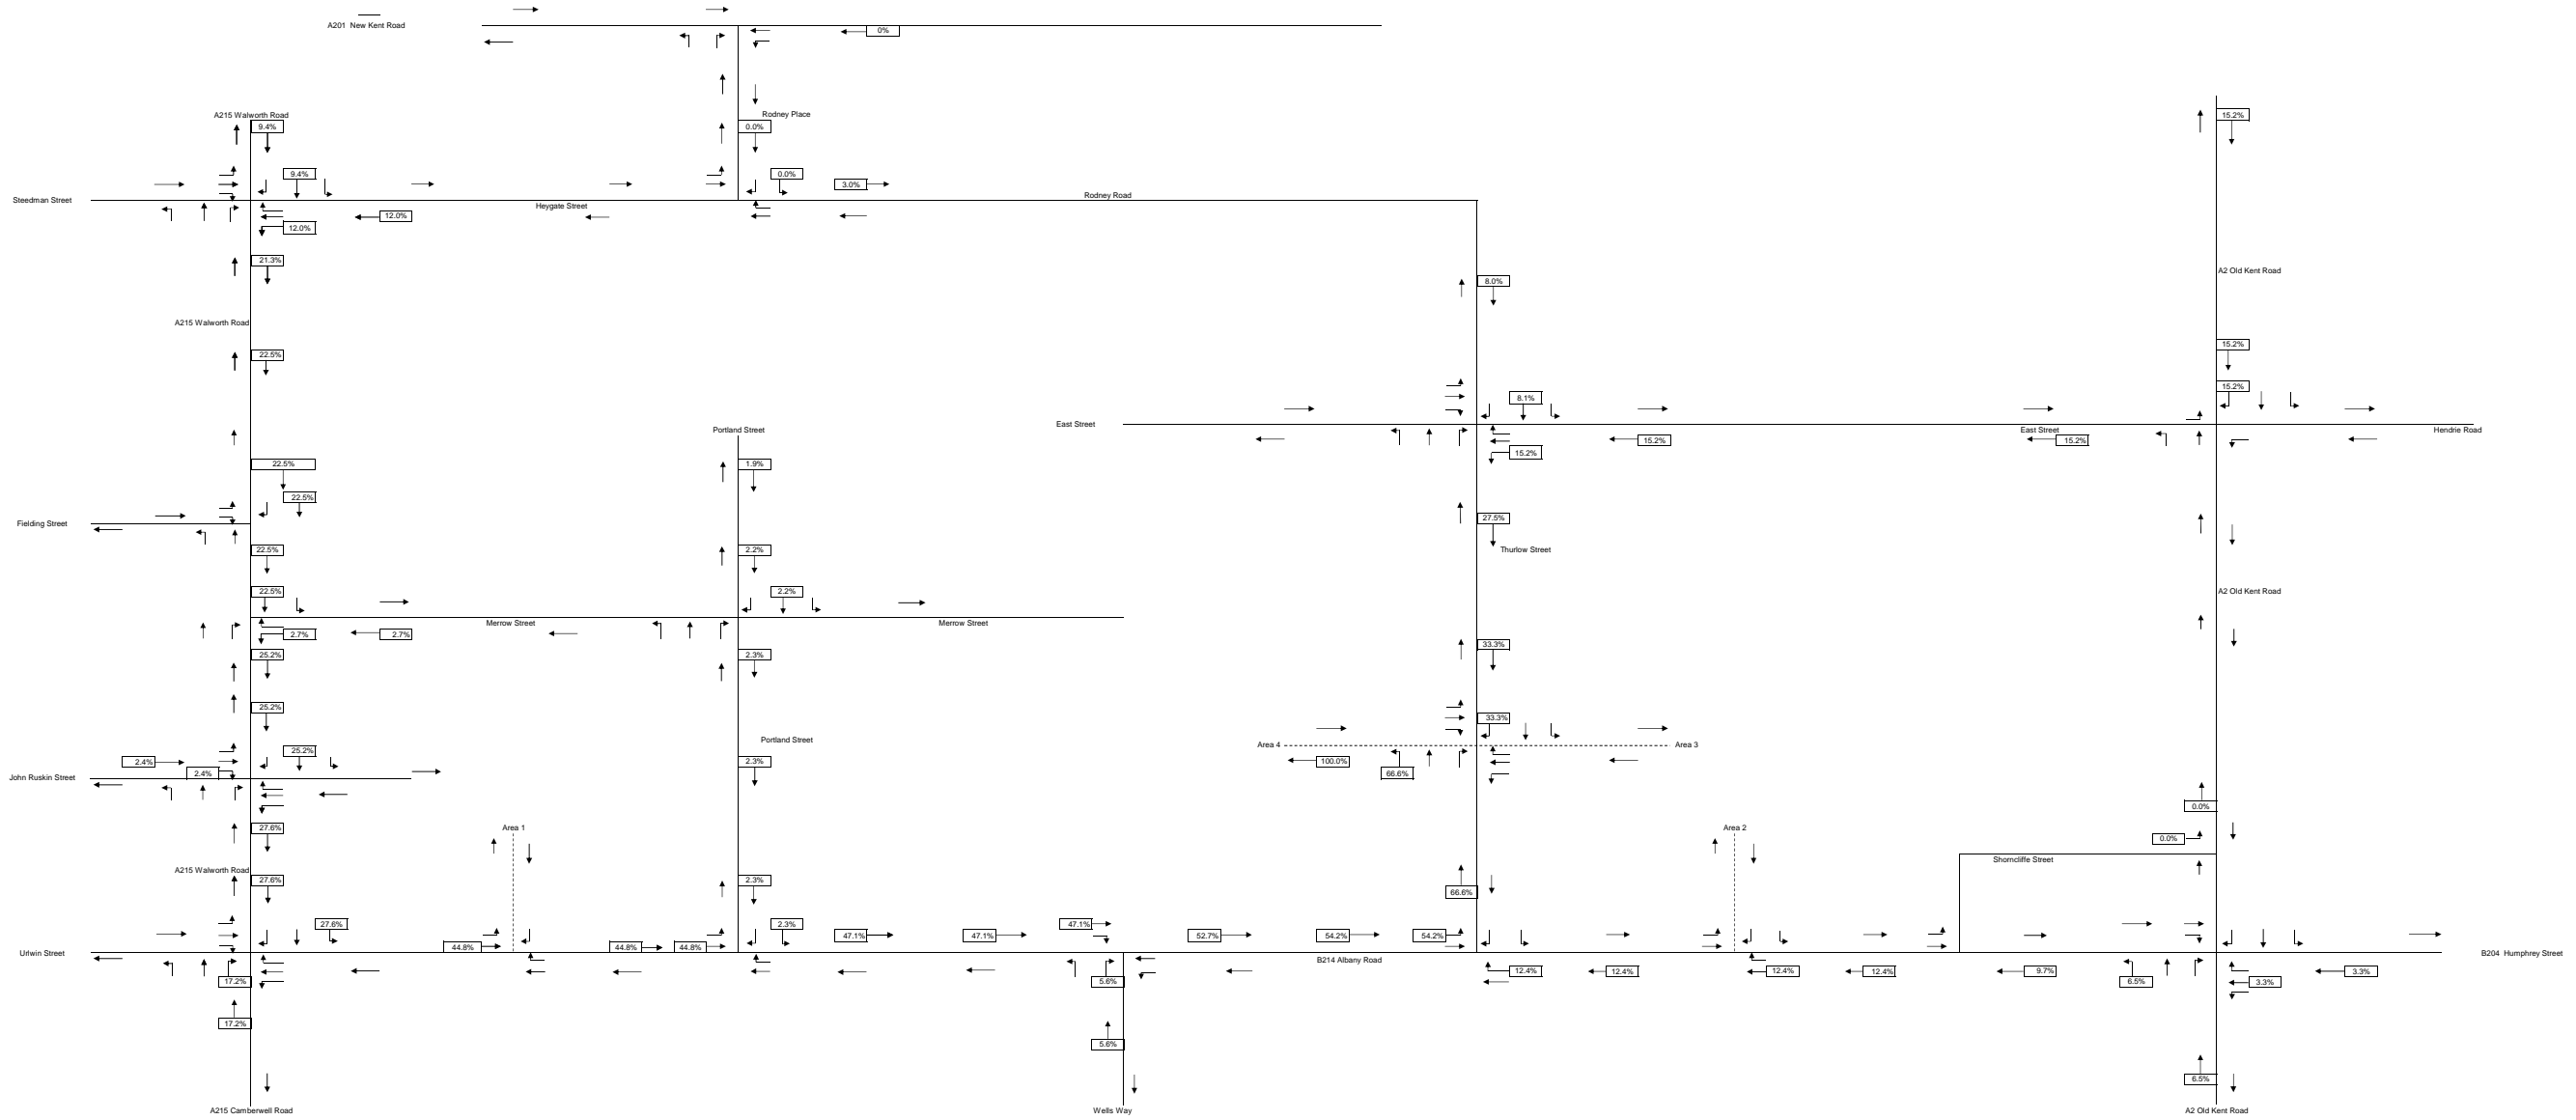 A201 New Kent Road
0%
A215 Walworth Road
Rodney Place
9.4%
0.0%
15.2%
9.4%
0.0%
3.0%
Steedman Street
Heygate Street
Rodney Road
12.0%
12.0%
21.3%
8.0%
A2 Old Kent Road
A215 Walworth Road
22.5%
15.2%
8.1%
15.2%
Portland Street
East Street
East Street
Hendrie Road
15.2%
15.2%
15.2%
22.5%
1.9%
22.5%
Fielding Street
27.5%
22.5%
2.2%
Thurlow Street
22.5%
2.2%
A2 Old Kent Road
Merrow Street
Merrow Street
2.7%
2.7%
25.2%
2.3%
33.3%
25.2%
33.3%
Portland Street
Area 4
Area 3
25.2%
2.4%
2.4%
2.3%
100.0%
66.6%
John Ruskin Street
0.0%
27.6%
Area 1
Area 2
0.0%
Shorncliffe Street
A215 Walworth Road
27.6%
2.3%
66.6%
27.6%
2.3%
47.1%
44.8%
44.8%
44.8%
47.1%
47.1%
52.7%
54.2%
54.2%
Urlwin Street
B214 Albany Road
B204 Humphrey Street
12.4%
12.4%
12.4%
12.4%
9.7%
3.3%
17.2%
5.6%
6.5%
3.3%
17.2%
5.6%
6.5%
A215 Camberwell Road
Wells Way
A2 Old Kent Road